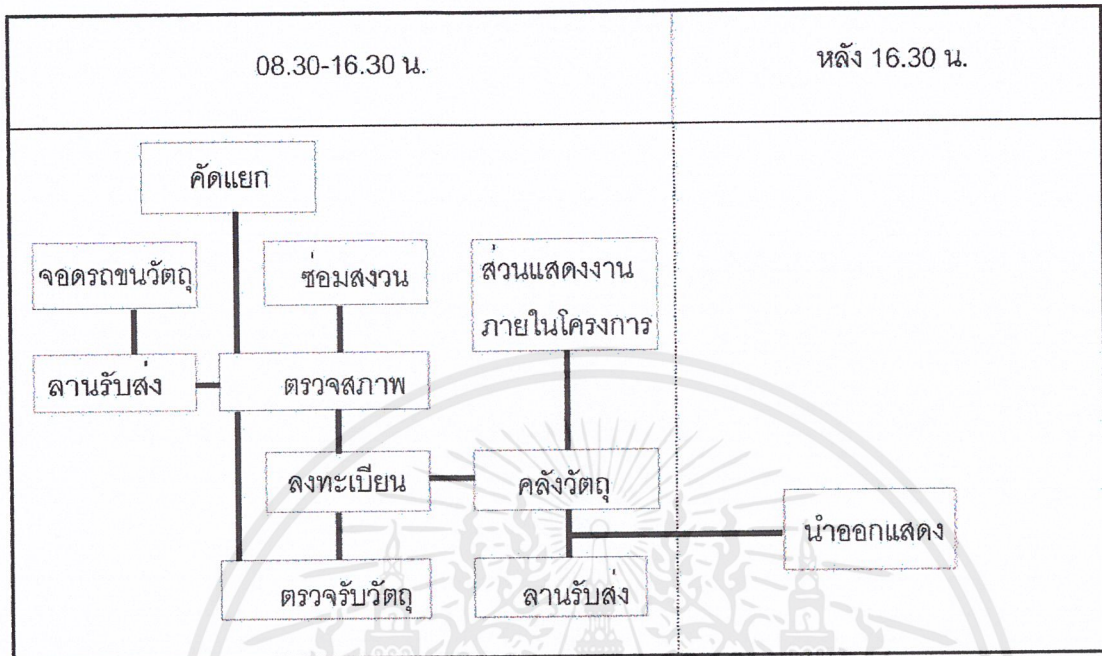 08.30-16.30 น.
หลัง 16.30 น.
คัดแยก
จอดรถขนวัตถุ
ซ่อมสงวน
ส่วนแสดงงาน
ภายในโครงการ
ลานรับส่ง
ตรวจสภาพ
ลงทะเบียน
คลังวัตถุ
นำออกแสดง
ตรวจรับวัตถุ
ลานรับส่ง